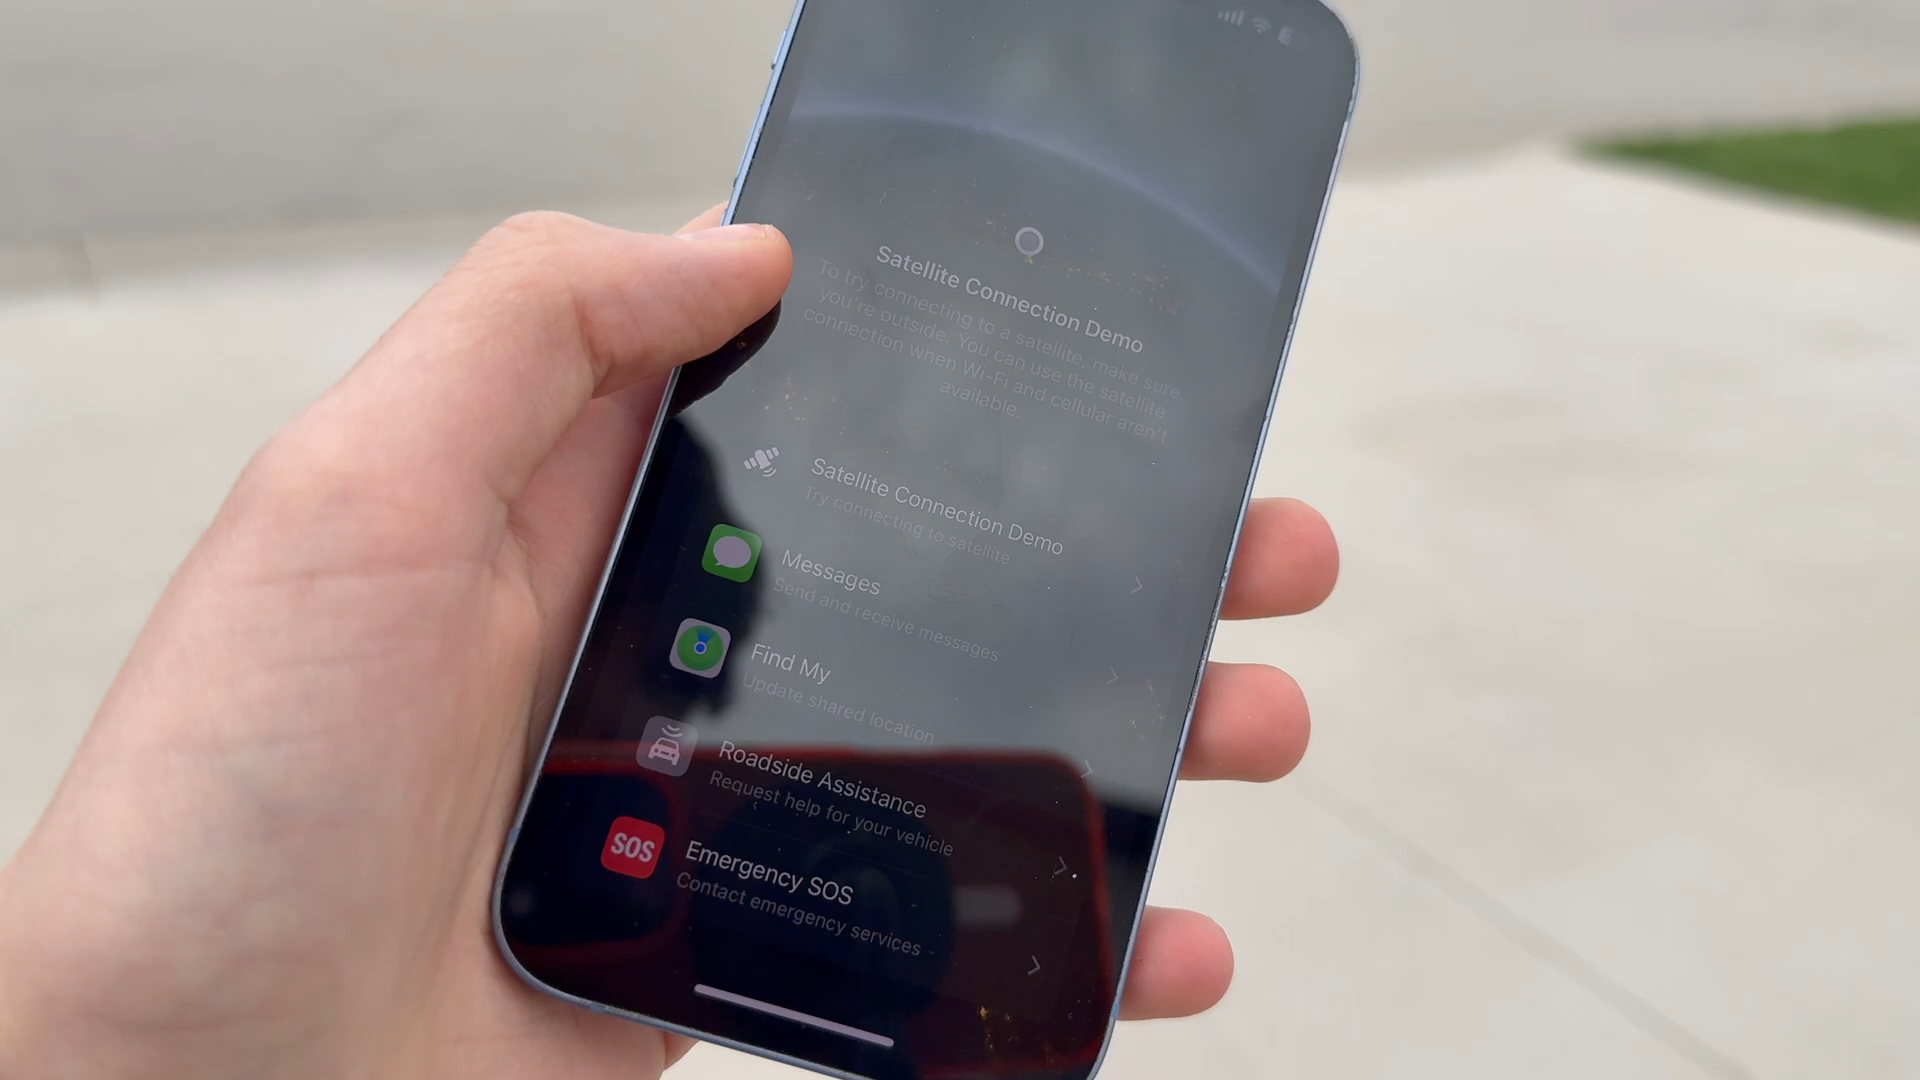 Satellite Connection Demo
To try connecting to a satellite, make sure
you're outside. You can use the satellite
connection when Wi-Fi and cellular aren't
available.
Satellite Connection Demo
Try connecting to satellite
Messages
Send and receive messages
Find My
Update shared location
Roadside Assistance
Request help for your vehicle
SOS
Emergency SOS
Contact emergency services